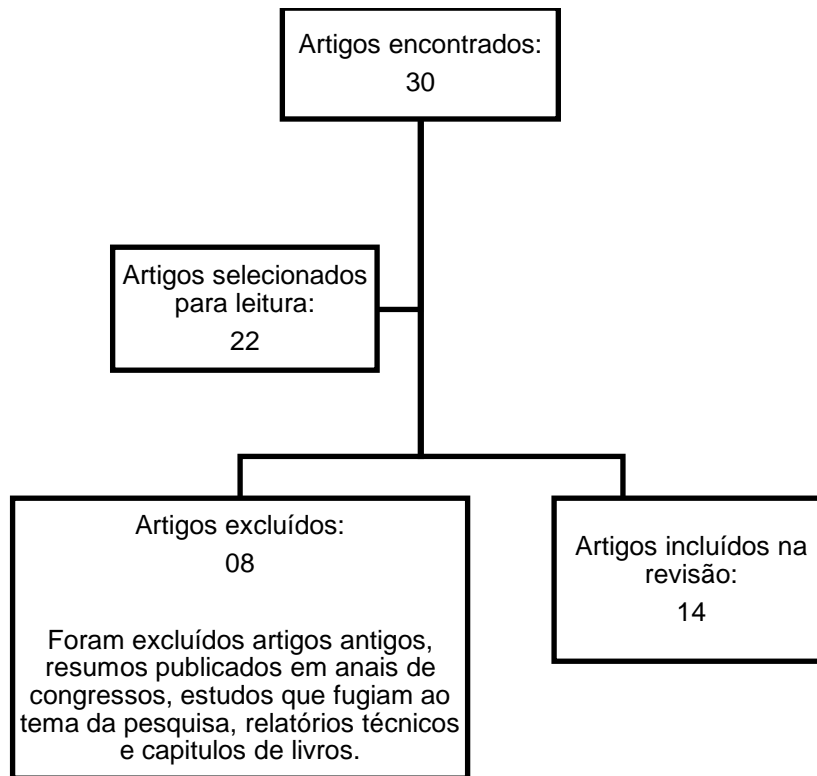 Artigos encontrados:
30
Artigos selecionados
para leitura:
22
Artigos excluídos:
08
Foram excluídos artigos antigos,
resumos publicados em anais de
congressos, estudos que fugiam ao
tema da pesquisa, relatórios técnicos
e capitulos de livros.
Artigos incluídos na
revisão:
14